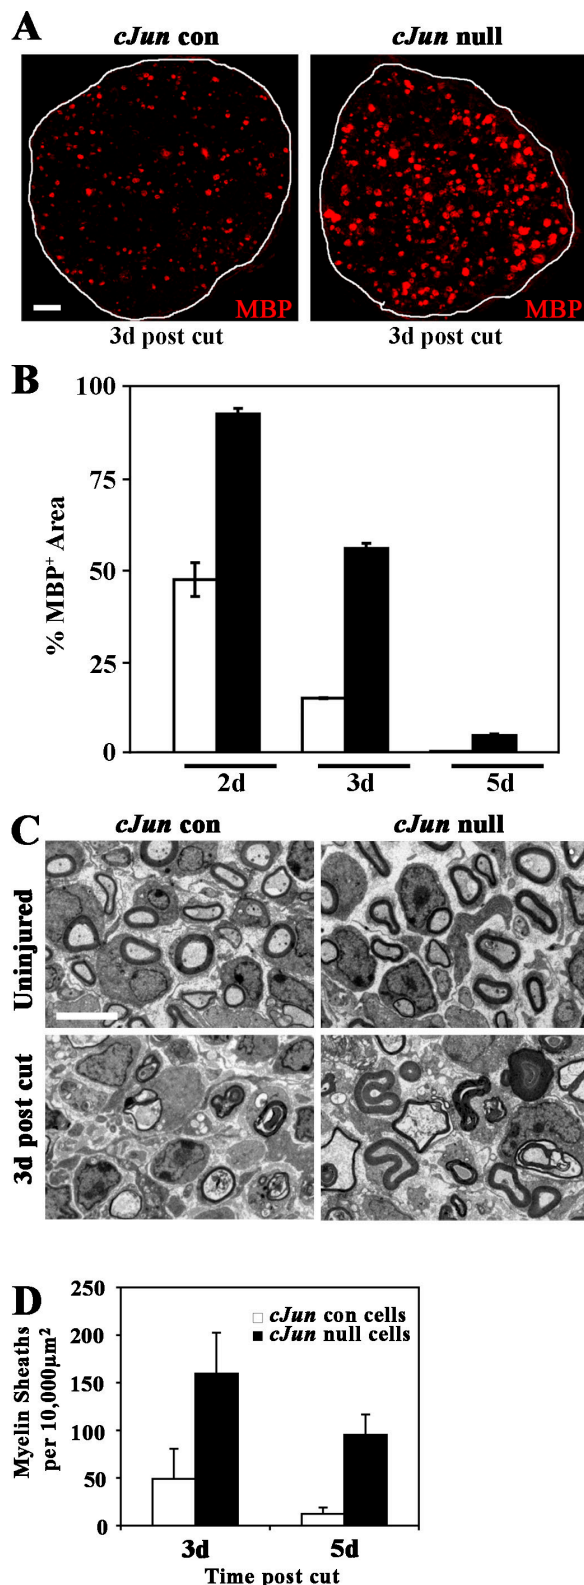 A
cJun con
cJun null
MBP
MBP
3d post cut
3d post cut
B
100
75
50
25
0
% MBP+ Area
2d
3d
5d
C
cJun con
cJun null
Uninjured
3d post cut
D
250
200
150
100
50
0
Myelin Sheaths
per 10,000µm²
cJun con cells
cJun null cells
3d
5d
Time post cut